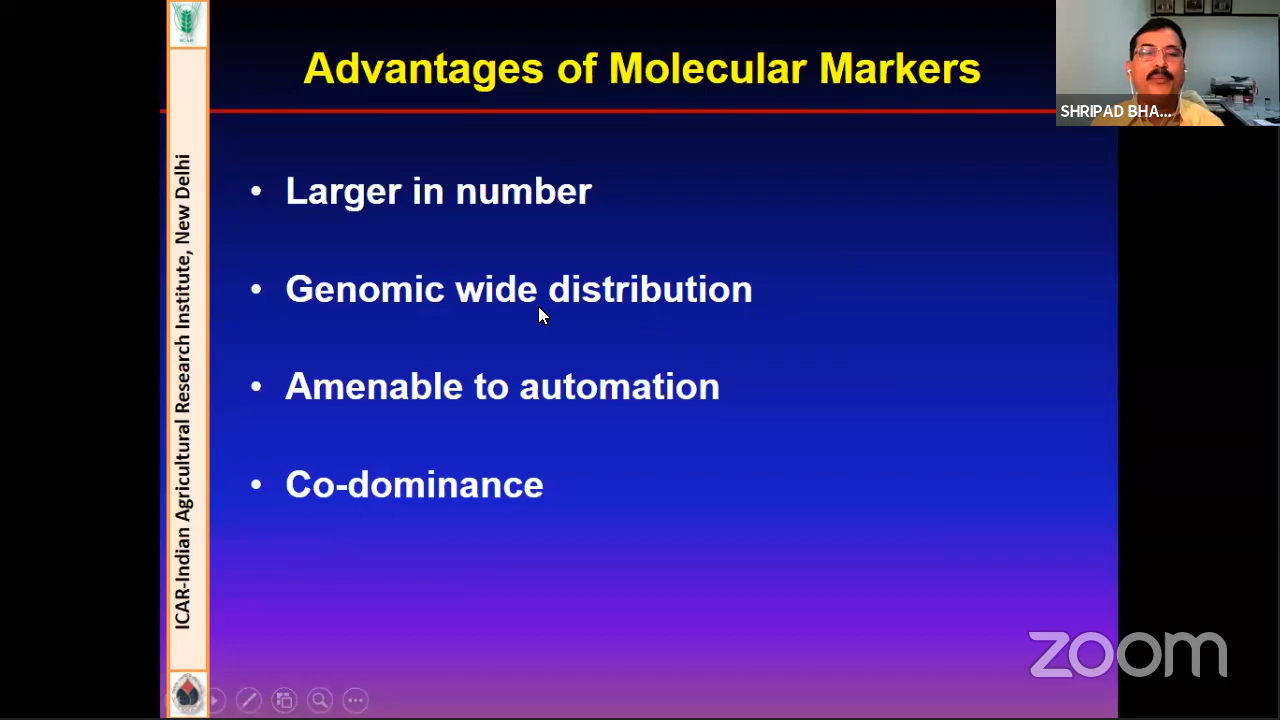 Advantages of Molecular Markers
SHRIPAD BHA...
• Larger in number
• Genomic wide distribution
• Amenable to automation
• Co-dominance
ICAR-Indian Agricultural Research Institute, New Delhi
ICAR
zoom